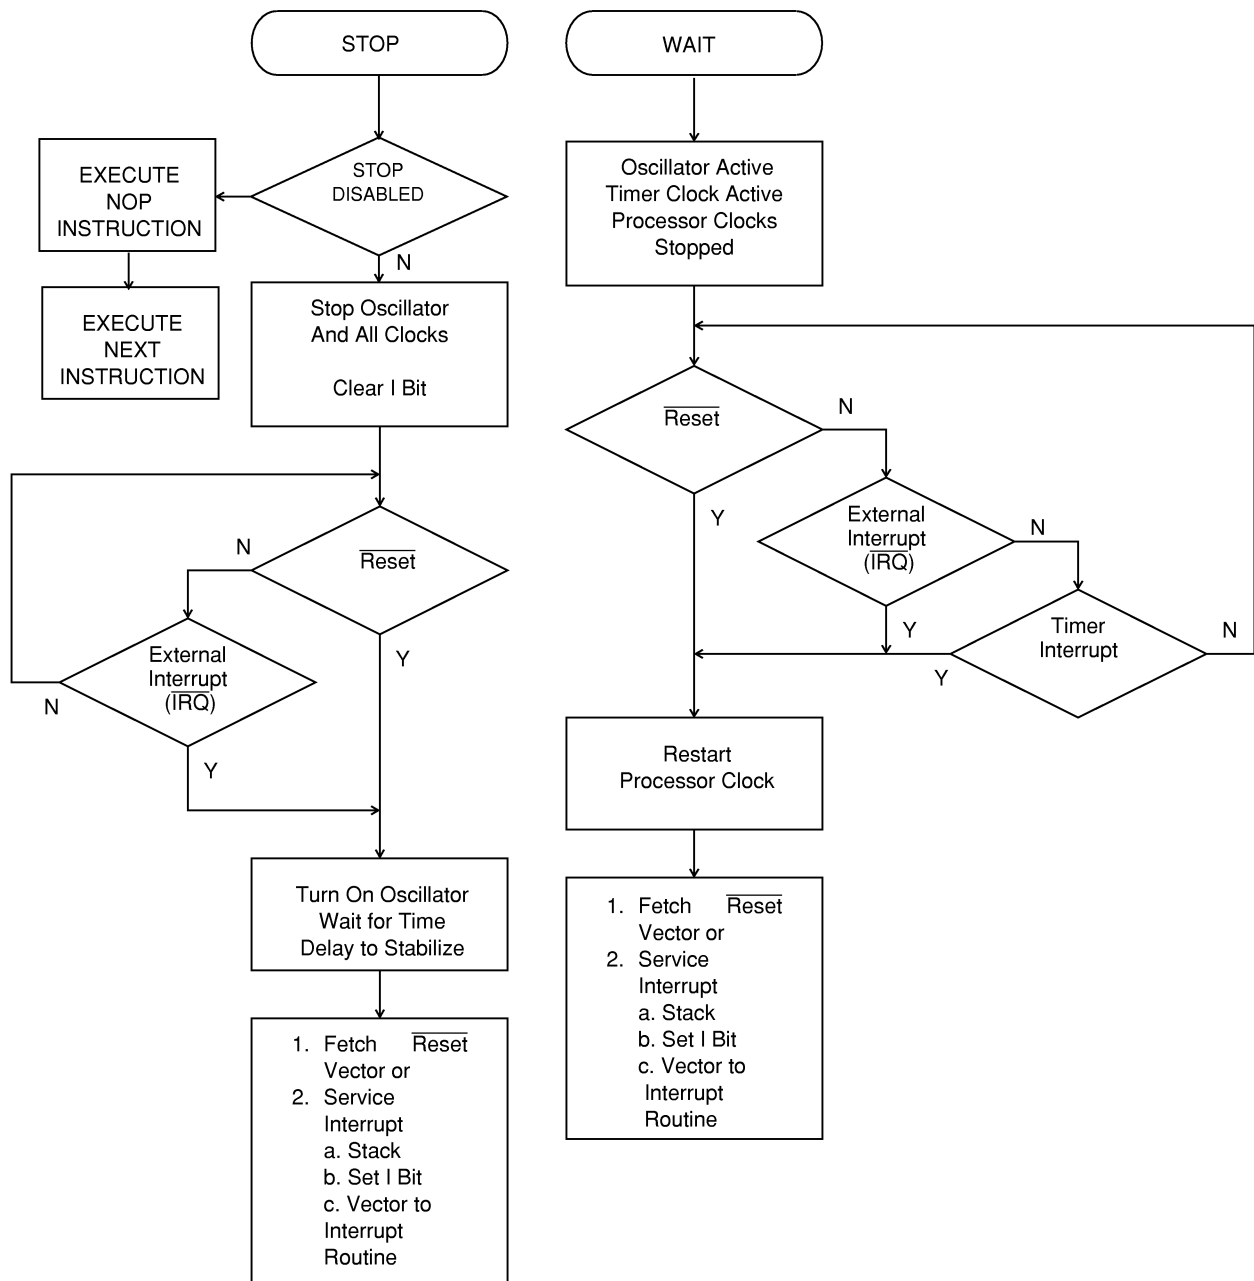 STOP
STOP
DISABLED
EXECUTE
NOP
INSTRUCTION
EXECUTE
NEXT
INSTRUCTION
N
Stop Oscillator
And All Clocks
Clear I Bit
Reset
N
Y
External
Interrupt
(IRQ)
N
Y
Turn On Oscillator
Wait for Time
Delay to Stabilize
1. Fetch Reset
Vector or
2. Service
Interrupt
a. Stack
b. Set I Bit
c. Vector to
Interrupt
Routine
WAIT
Oscillator Active
Timer Clock Active
Processor Clocks
Stopped
Reset
N
Y
External
Interrupt
(IRQ)
N
Y
Timer
Interrupt
N
Y
Restart
Processor Clock
1. Fetch Reset
Vector or
2. Service
Interrupt
a. Stack
b. Set I Bit
c. Vector to
Interrupt
Routine